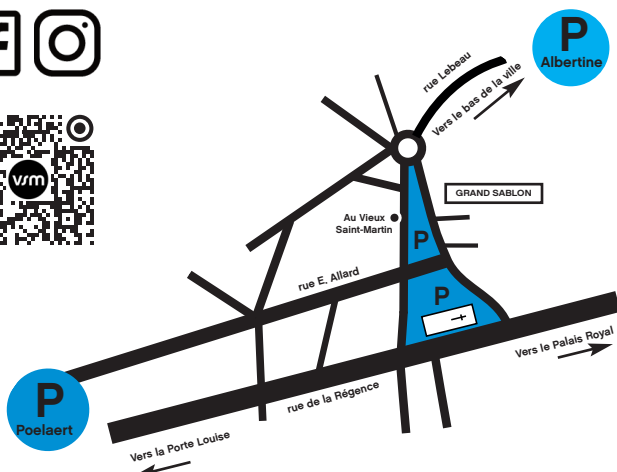 P
Albertine
rue Lebeau
Vers le bas de la ville
vsm
GRAND SABLON
Au Vieux
Saint-Martin
P
rue E. Allard
P
Vers le Palais Royal
P
Poelaert
rue de la Régence
Vers la Porte Louise